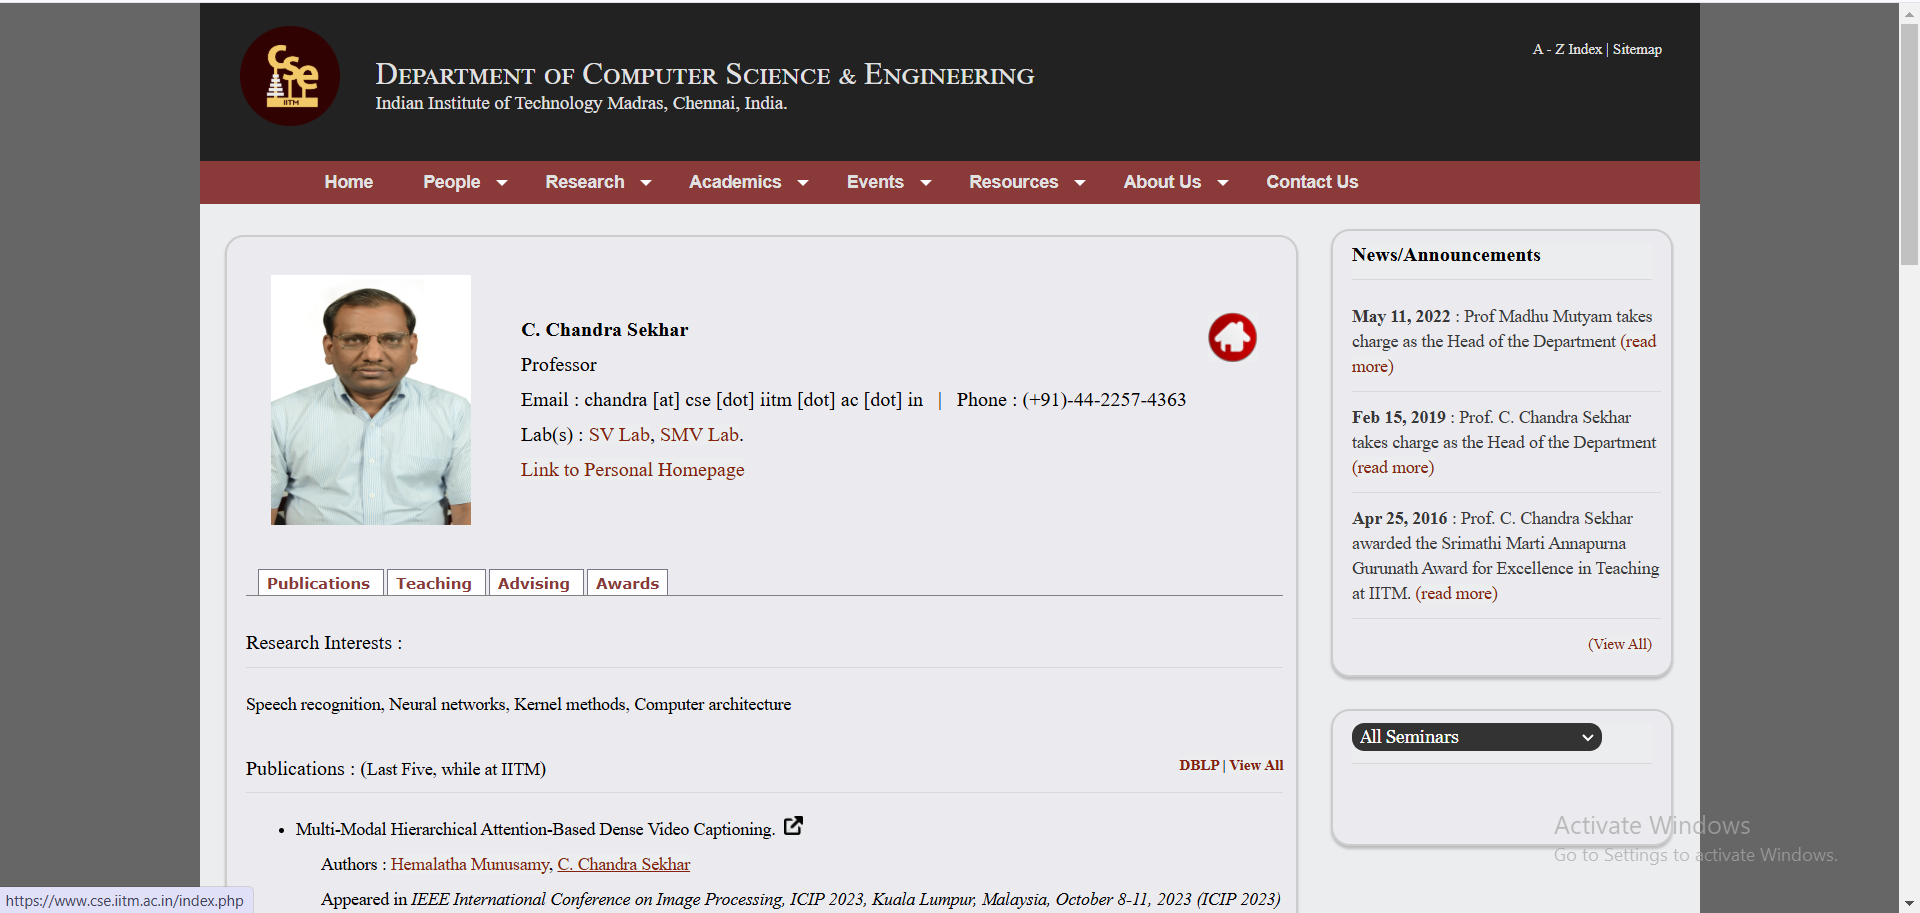 CSE
IITM
Department of Computer Science & Engineering
Indian Institute of Technology Madras, Chennai, India.
A - Z Index | Sitemap
Home People Research Academics Events Resources About Us Contact Us
C. Chandra Sekhar
Professor
Email : chandra [at] cse [dot] iitm [dot] ac [dot] in | Phone : (+91)-44-2257-4363
Lab(s) : SV Lab, SMV Lab.
Link to Personal Homepage
Publications Teaching Advising Awards
Research Interests :
Speech recognition, Neural networks, Kernel methods, Computer architecture
Publications : (Last Five, while at IITM)
DBLP | View All
• Multi-Modal Hierarchical Attention-Based Dense Video Captioning.
Authors : Hemalatha Munusamy, C. Chandra Sekhar
Appeared in IEEE International Conference on Image Processing, ICIP 2023, Kuala Lumpur, Malaysia, October 8-11, 2023 (ICIP 2023)
News/Announcements
May 11, 2022 : Prof Madhu Mutyam takes
charge as the Head of the Department (read
more)
Feb 15, 2019 : Prof. C. Chandra Sekhar
takes charge as the Head of the Department
(read more)
Apr 25, 2016 : Prof. C. Chandra Sekhar
awarded the Srimathi Marti Annapurna
Gurunath Award for Excellence in Teaching
at IITM. (read more)
(View All)
All Seminars
Activate Windows
Go to Settings to activate Windows.
https://www.cse.iitm.ac.in/index.php